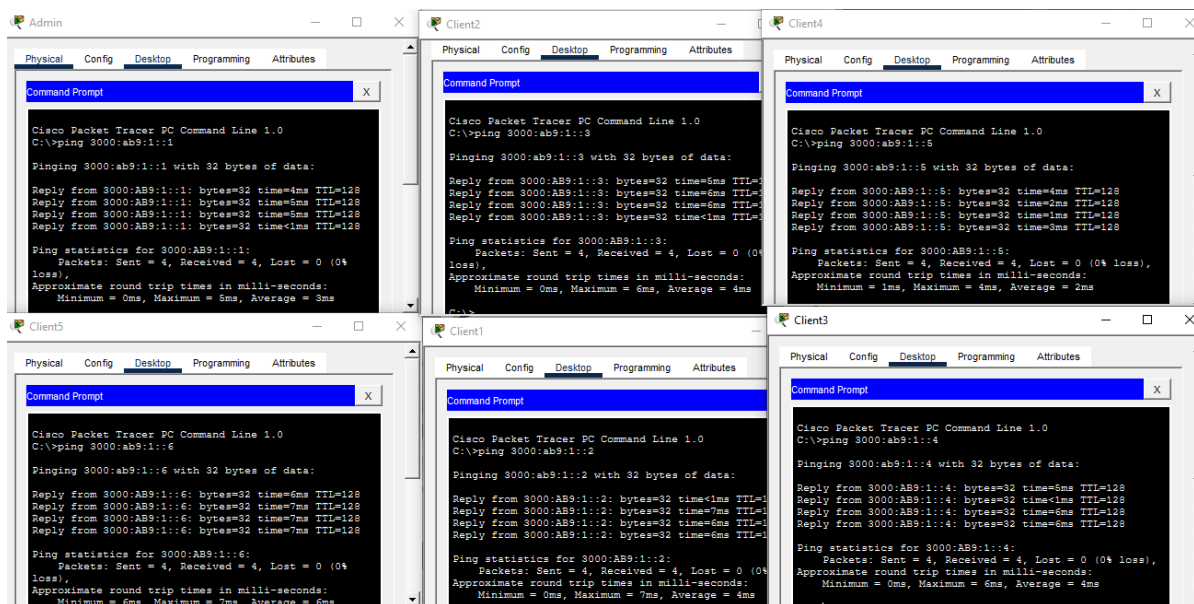 Admin
Physical Config Desktop Programming Attributes
Command Prompt X
Cisco Packet Tracer PC Command Line 1.0
C:\>ping 3000:ab9:1::1
Pinging 3000:ab9:1::1 with 32 bytes of data:
Reply from 3000:AB9:1::1: bytes=32 time=4ms TTL=128
Reply from 3000:AB9:1::1: bytes=32 time=5ms TTL=128
Reply from 3000:AB9:1::1: bytes=32 time=5ms TTL=128
Reply from 3000:AB9:1::1: bytes=32 time<1ms TTL=128
Ping statistics for 3000:AB9:1::1:
Packets: Sent = 4, Received = 4, Lost = 0 (0%
loss),
Approximate round trip times in milli-seconds:
Minimum = 0ms, Maximum = 5ms, Average = 3ms
Client2
Physical Config Desktop Programming Attributes
Command Prompt
Cisco Packet Tracer PC Command Line 1.0
C:\>ping 3000:ab9:1::3
Pinging 3000:ab9:1::3 with 32 bytes of data:
Reply from 3000:AB9:1::3: bytes=32 time=5ms TTL=1
Reply from 3000:AB9:1::3: bytes=32 time=6ms TTL=1
Reply from 3000:AB9:1::3: bytes=32 time=6ms TTL=1
Reply from 3000:AB9:1::3: bytes=32 time<1ms TTL=1
Ping statistics for 3000:AB9:1::3:
Packets: Sent = 4, Received = 4, Lost = 0 (0%
loss),
Approximate round trip times in milli-seconds:
Minimum = 0ms, Maximum = 6ms, Average = 4ms
C:\>
Client4
Physical Config Desktop Programming Attributes
Command Prompt X
Cisco Packet Tracer PC Command Line 1.0
C:\>ping 3000:ab9:1::5
Pinging 3000:ab9:1::5 with 32 bytes of data:
Reply from 3000:AB9:1::5: bytes=32 time=4ms TTL=128
Reply from 3000:AB9:1::5: bytes=32 time=2ms TTL=128
Reply from 3000:AB9:1::5: bytes=32 time=1ms TTL=128
Reply from 3000:AB9:1::5: bytes=32 time=3ms TTL=128
Ping statistics for 3000:AB9:1::5:
Packets: Sent = 4, Received = 4, Lost = 0 (0% loss),
Approximate round trip times in milli-seconds:
Minimum = 1ms, Maximum = 4ms, Average = 2ms
Client5
Physical Config Desktop Programming Attributes
Command Prompt X
Cisco Packet Tracer PC Command Line 1.0
C:\>ping 3000:ab9:1::6
Pinging 3000:ab9:1::6 with 32 bytes of data:
Reply from 3000:AB9:1::6: bytes=32 time=6ms TTL=128
Reply from 3000:AB9:1::6: bytes=32 time=7ms TTL=128
Reply from 3000:AB9:1::6: bytes=32 time=7ms TTL=128
Reply from 3000:AB9:1::6: bytes=32 time=7ms TTL=128
Ping statistics for 3000:AB9:1::6:
Packets: Sent = 4, Received = 4, Lost = 0 (0%
loss),
Approximate round trip times in milli-seconds:
Minimum = 6ms, Maximum = 7ms, Average = 6ms
Client1
Physical Config Desktop Programming Attributes
Command Prompt
Cisco Packet Tracer PC Command Line 1.0
C:\>ping 3000:ab9:1::2
Pinging 3000:ab9:1::2 with 32 bytes of data:
Reply from 3000:AB9:1::2: bytes=32 time<1ms TTL=1
Reply from 3000:AB9:1::2: bytes=32 time=7ms TTL=1
Reply from 3000:AB9:1::2: bytes=32 time=6ms TTL=1
Reply from 3000:AB9:1::2: bytes=32 time=6ms TTL=1
Ping statistics for 3000:AB9:1::2:
Packets: Sent = 4, Received = 4, Lost = 0 (0%
Approximate round trip times in milli-seconds:
Minimum = 0ms, Maximum = 7ms, Average = 4ms
Client3
Physical Config Desktop Programming Attributes
Command Prompt X
Cisco Packet Tracer PC Command Line 1.0
C:\>ping 3000:ab9:1::4
Pinging 3000:ab9:1::4 with 32 bytes of data:
Reply from 3000:AB9:1::4: bytes=32 time=5ms TTL=128
Reply from 3000:AB9:1::4: bytes=32 time<1ms TTL=128
Reply from 3000:AB9:1::4: bytes=32 time=6ms TTL=128
Reply from 3000:AB9:1::4: bytes=32 time=6ms TTL=128
Ping statistics for 3000:AB9:1::4:
Packets: Sent = 4, Received = 4, Lost = 0 (0% loss),
Approximate round trip times in milli-seconds:
Minimum = 0ms, Maximum = 6ms, Average = 4ms